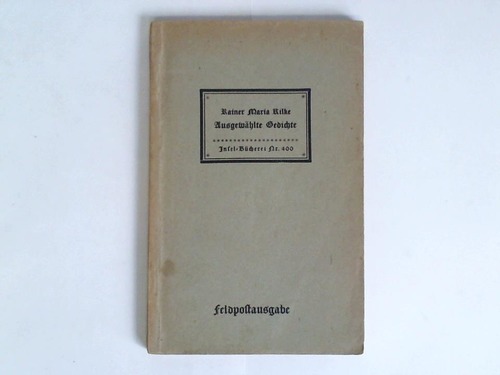 Rainer Maria Rilke
Ausgewählte Gedichte
Insel-Bücherei Nr. 400
Feldpostausgabe